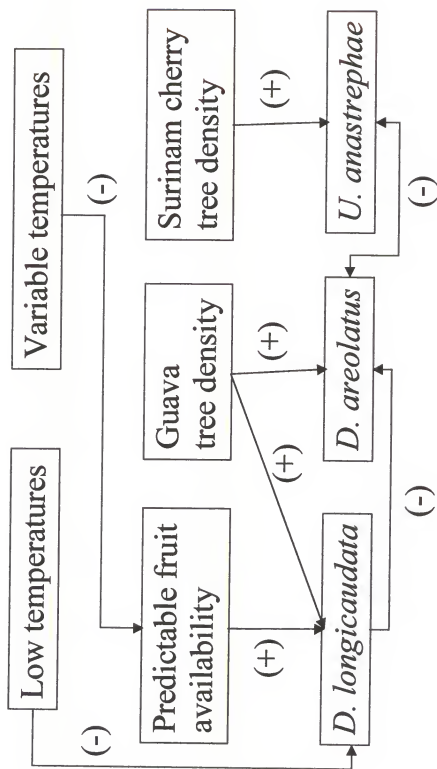 Low temperatures
Variable temperatures
(-)
(-)
Predictable fruit
availability
Guava
tree density
Surinam cherry
tree density
(+)
(+)
(+)
(+)
D. longicaudata
D. areolatus
U. anastrephae
(-)
(-)